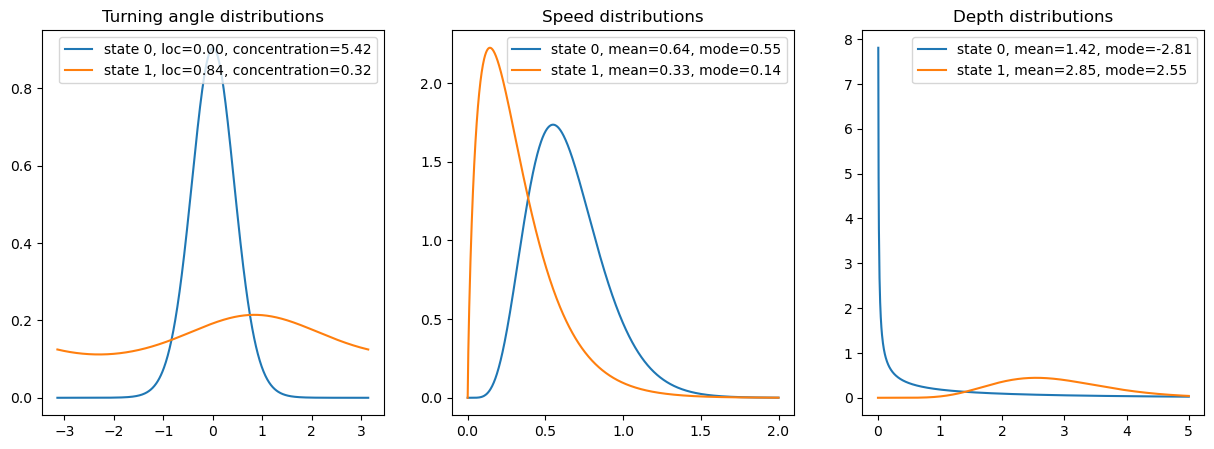 Turning angle distributions
state 0, loc=0.00, concentration=5.42
state 1, loc=0.84, concentration=0.32
0.8
0.6
0.4
0.2
0.0
−3 −2 −1 0 1 2 3
Speed distributions
state 0, mean=0.64, mode=0.55
state 1, mean=0.33, mode=0.14
2.0
1.5
1.0
0.5
0.0
0.0 0.5 1.0 1.5 2.0
Depth distributions
state 0, mean=1.42, mode=-2.81
state 1, mean=2.85, mode=2.55
8
7
6
5
4
3
2
1
0
0 1 2 3 4 5